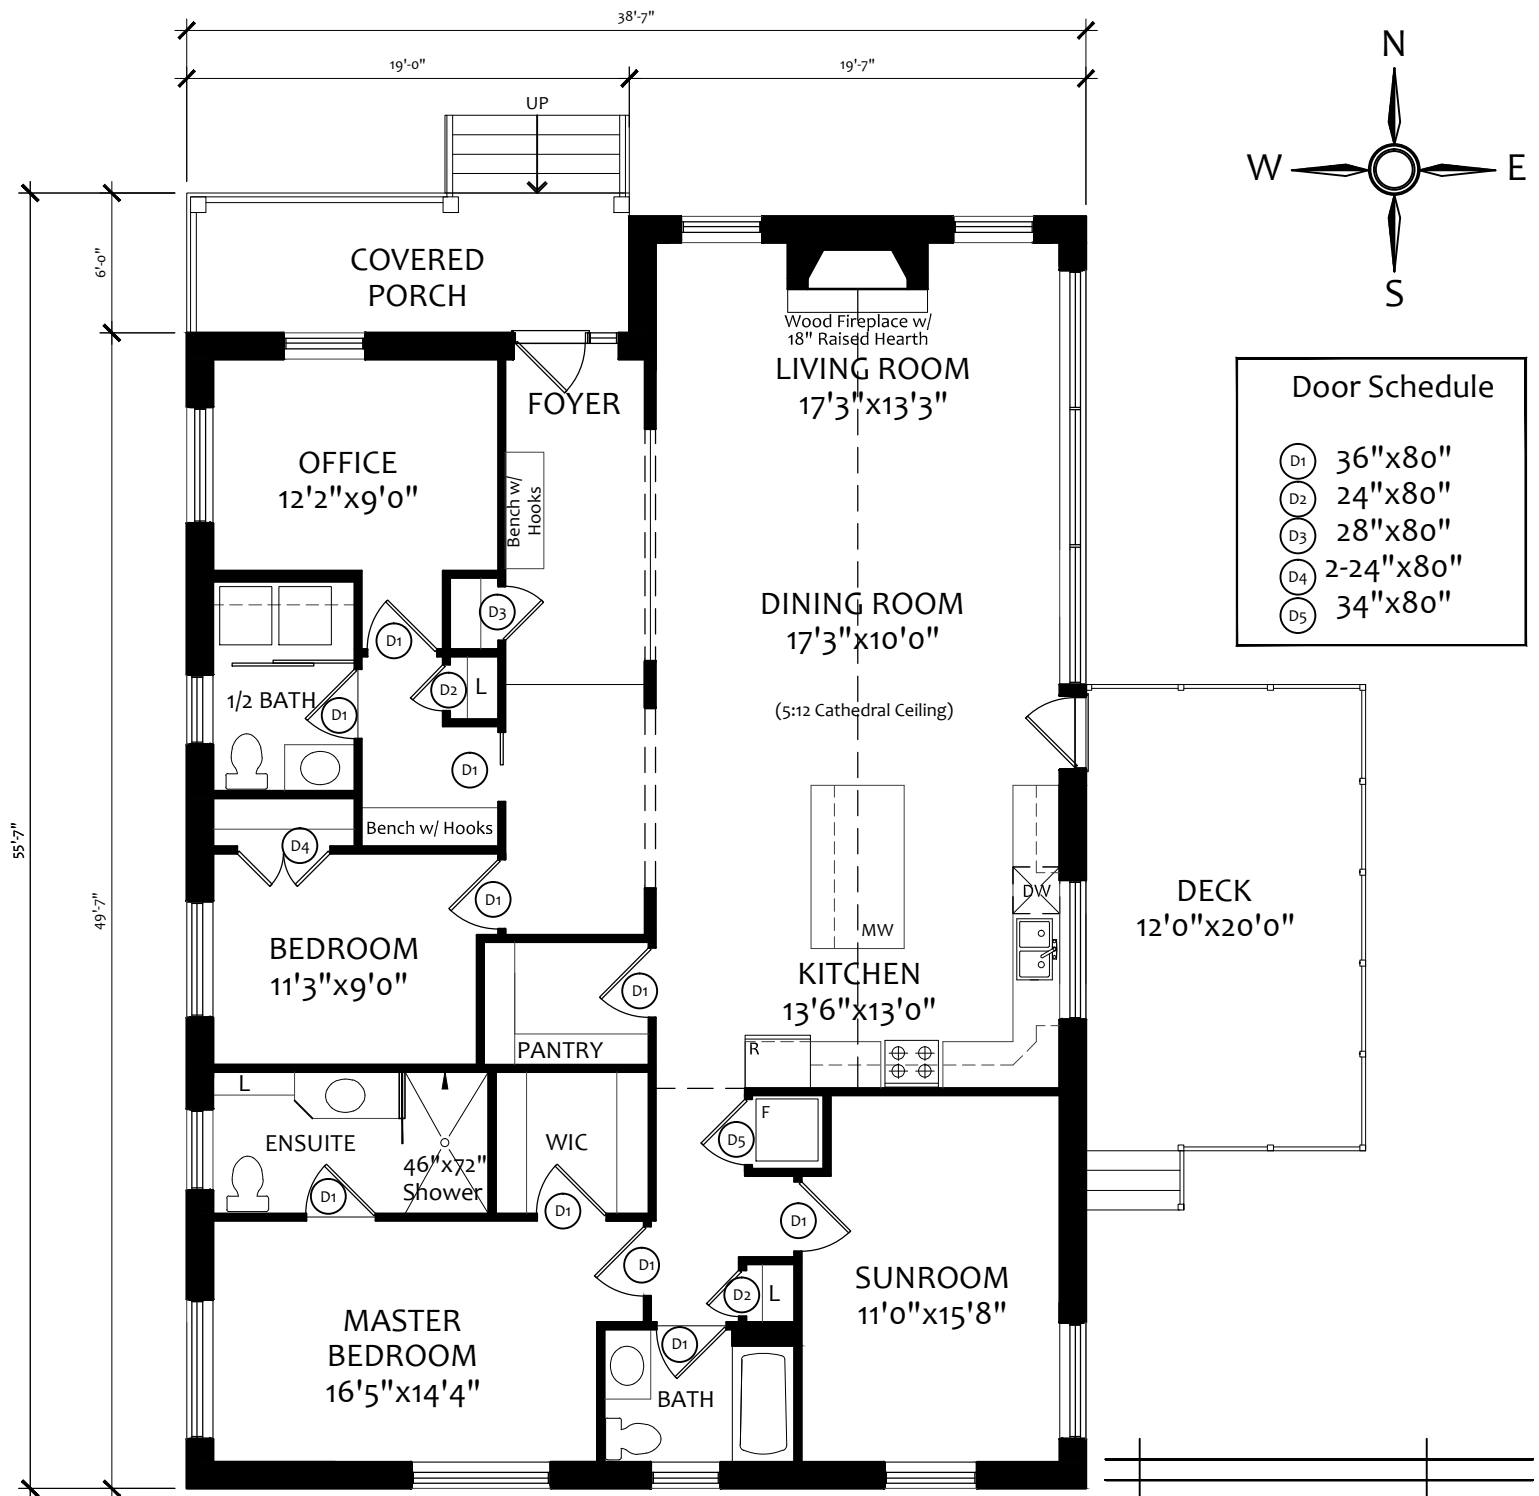 38'-7"
19'-0"
19'-7"
UP
N
W
E
S
6'-0"
55'-7"
49'-7"
COVERED
PORCH
Wood Fireplace w/
18" Raised Hearth
LIVING ROOM
17'3"x13'3"
FOYER
OFFICE
12'2"x9'0"
Bench w/
Hooks
Door Schedule
D1 36"x80"
D2 24"x80"
D3 28"x80"
D4 2-24"x80"
D5 34"x80"
DINING ROOM
17'3"x10'0"
D3
D1
D2
L
1/2 BATH
D1
(5:12 Cathedral Ceiling)
D1
Bench w/ Hooks
D4
D1
BEDROOM
11'3"x9'0"
DW
MW
DECK
12'0"x20'0"
KITCHEN
13'6"x13'0"
D1
PANTRY
R
L
ENSUITE
46"x72"
Shower
D1
WIC
D1
F
D5
D1
D1
D2
L
SUNROOM
11'0"x15'8"
MASTER
BEDROOM
16'5"x14'4"
D1
BATH